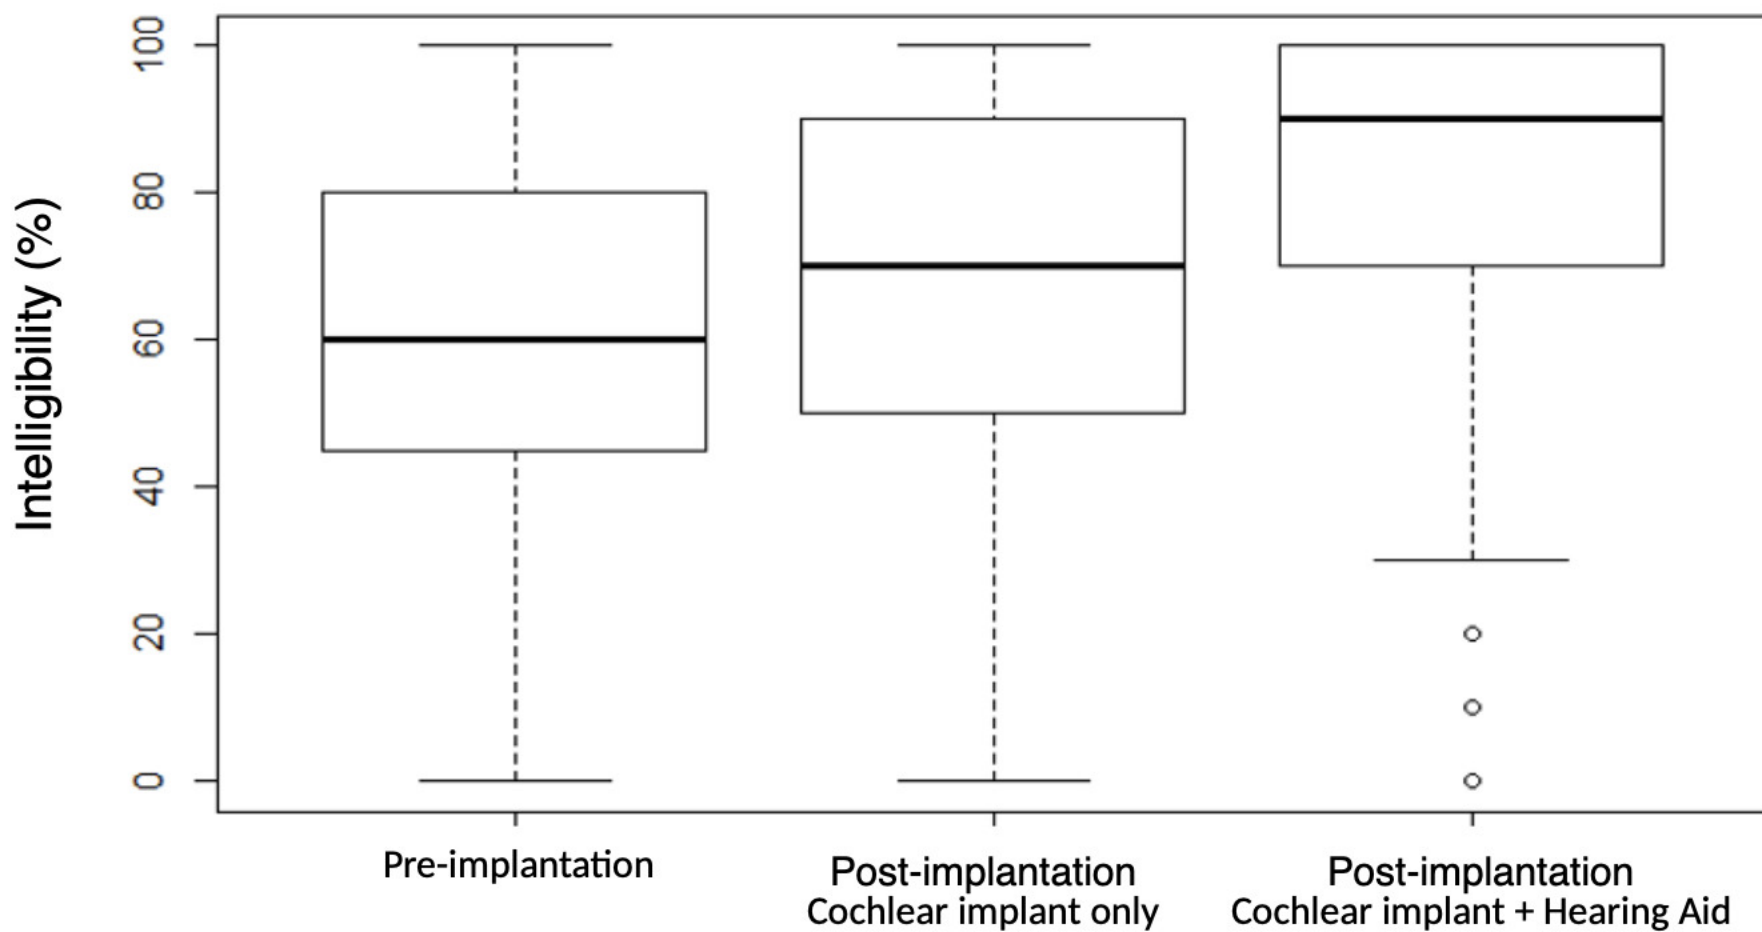 Intelligibility (%)
100
80
60
40
20
0
Pre-implantation
Post-implantation
Cochlear implant only
Post-implantation
Cochlear implant + Hearing Aid